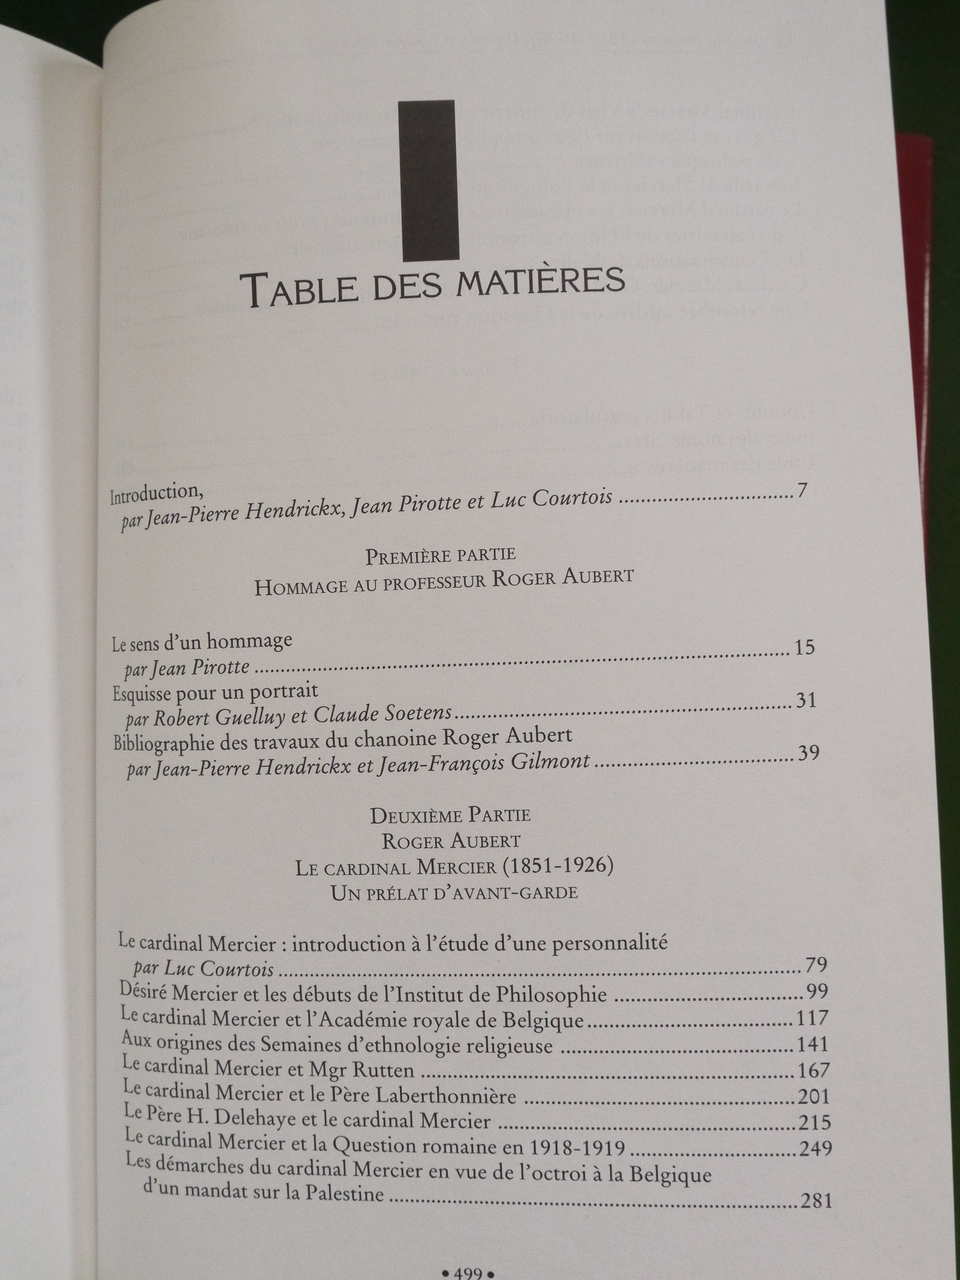 TABLE DES MATIÈRES
Introduction,
par Jean-Pierre Hendrickx, Jean Pirotte et Luc Courtois ............................ 7
PREMIÈRE PARTIE
HOMMAGE AU PROFESSEUR ROGER AUBERT
Le sens d'un hommage
par Jean Pirotte ............................ 15
Esquisse pour un portrait
par Robert Guelluy et Claude Soetens ............................ 31
Bibliographie des travaux du chanoine Roger Aubert
par Jean-Pierre Hendrickx et Jean-François Gilmont ............................ 39
DEUXIÈME PARTIE
ROGER AUBERT
LE CARDINAL MERCIER (1851-1926)
UN PRÉLAT D'AVANT-GARDE
Le cardinal Mercier : introduction à l'étude d'une personnalité
par Luc Courtois ............................ 79
Désiré Mercier et les débuts de l'Institut de Philosophie ............................ 99
Le cardinal Mercier et l'Académie royale de Belgique ............................ 117
Aux origines des Semaines d'ethnologie religieuse ............................ 141
Le cardinal Mercier et Mgr Rutten ............................ 167
Le cardinal Mercier et le Père Laberthonnière ............................ 201
Le Père H. Delehaye et le cardinal Mercier ............................ 215
Le cardinal Mercier et la Question romaine en 1918-1919 ............................ 249
Les démarches du cardinal Mercier en vue de l'octroi à la Belgique
d'un mandat sur la Palestine ............................ 281
• 499 •